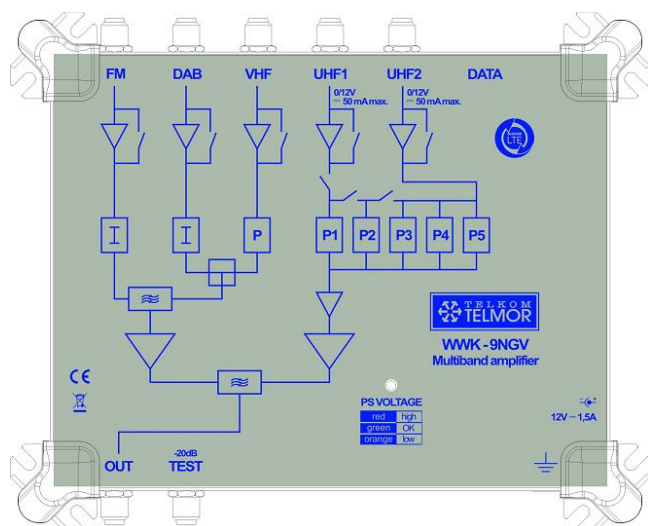 FM DAB VHF UHF1 UHF2 DATA
0/12V 0/12V
50 mA max. 50 mA max.
LTE
I I P P1 P2 P3 P4 P5
TELKOM
TELMOR
WWK - 9NGV
Multiband amplifier
CE
PS VOLTAGE
red high
green OK
orange low
12V ⎓ 1,5A
-20dB
OUT TEST